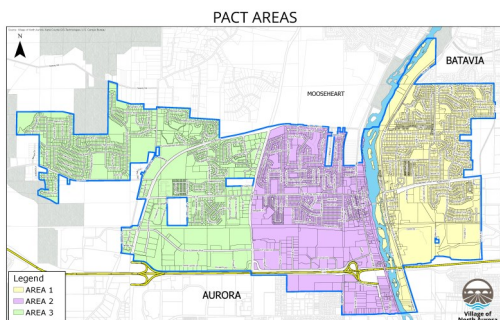 PACT AREAS
N
BATAVIA
MOOSEHEART
AURORA
Legend
AREA 1
AREA 2
AREA 3
Village of
North Aurora